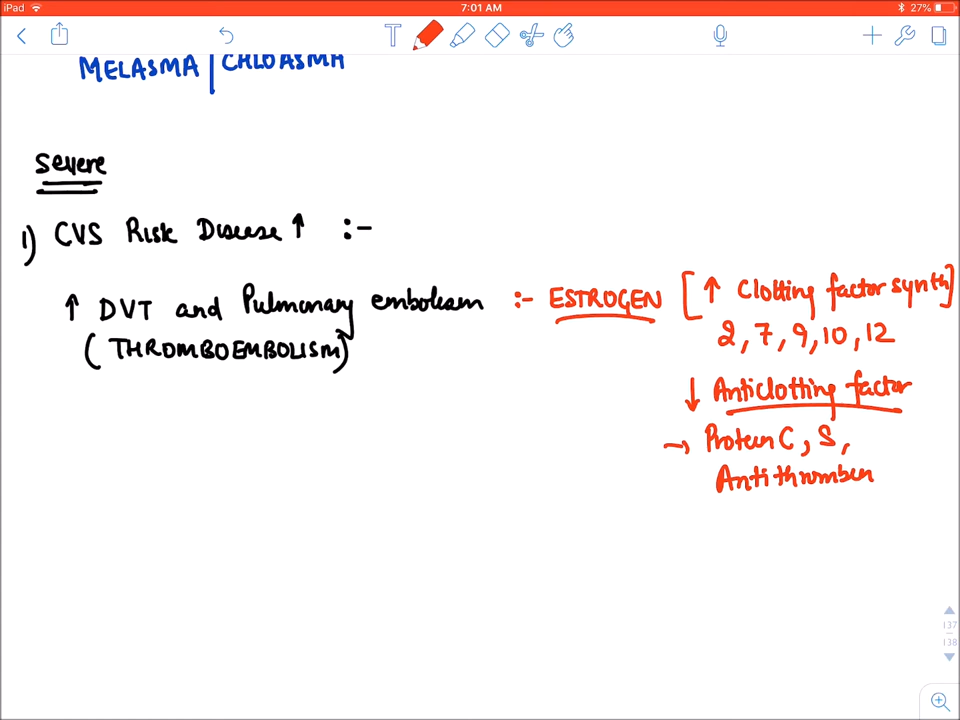 iPad 7:01 AM 27%
T
MELASMA | CHLOASMA
Severe
1) CVS Risk Disease ↑ :-
↑ DVT and Pulmonary embolism :- ESTROGEN [↑ Clotting factor synth]
(THROMBOEMBOLISM)
2, 7, 9, 10, 12
↓ Anticlotting factor
→ Protein C, S,
Antithrombin
137
138